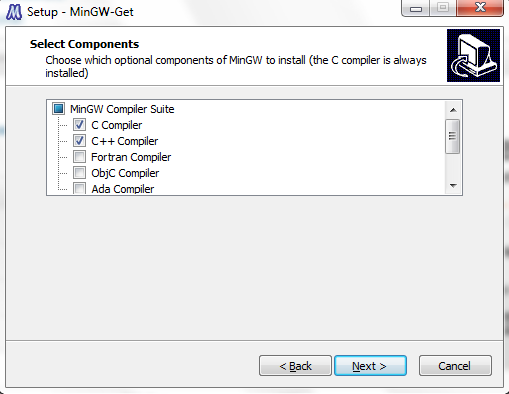 Setup - MinGW-Get
Select Components
Choose which optional components of MinGW to install (the C compiler is always
installed)
MinGW Compiler Suite
C Compiler
C++ Compiler
Fortran Compiler
ObjC Compiler
Ada Compiler
< Back
Next >
Cancel